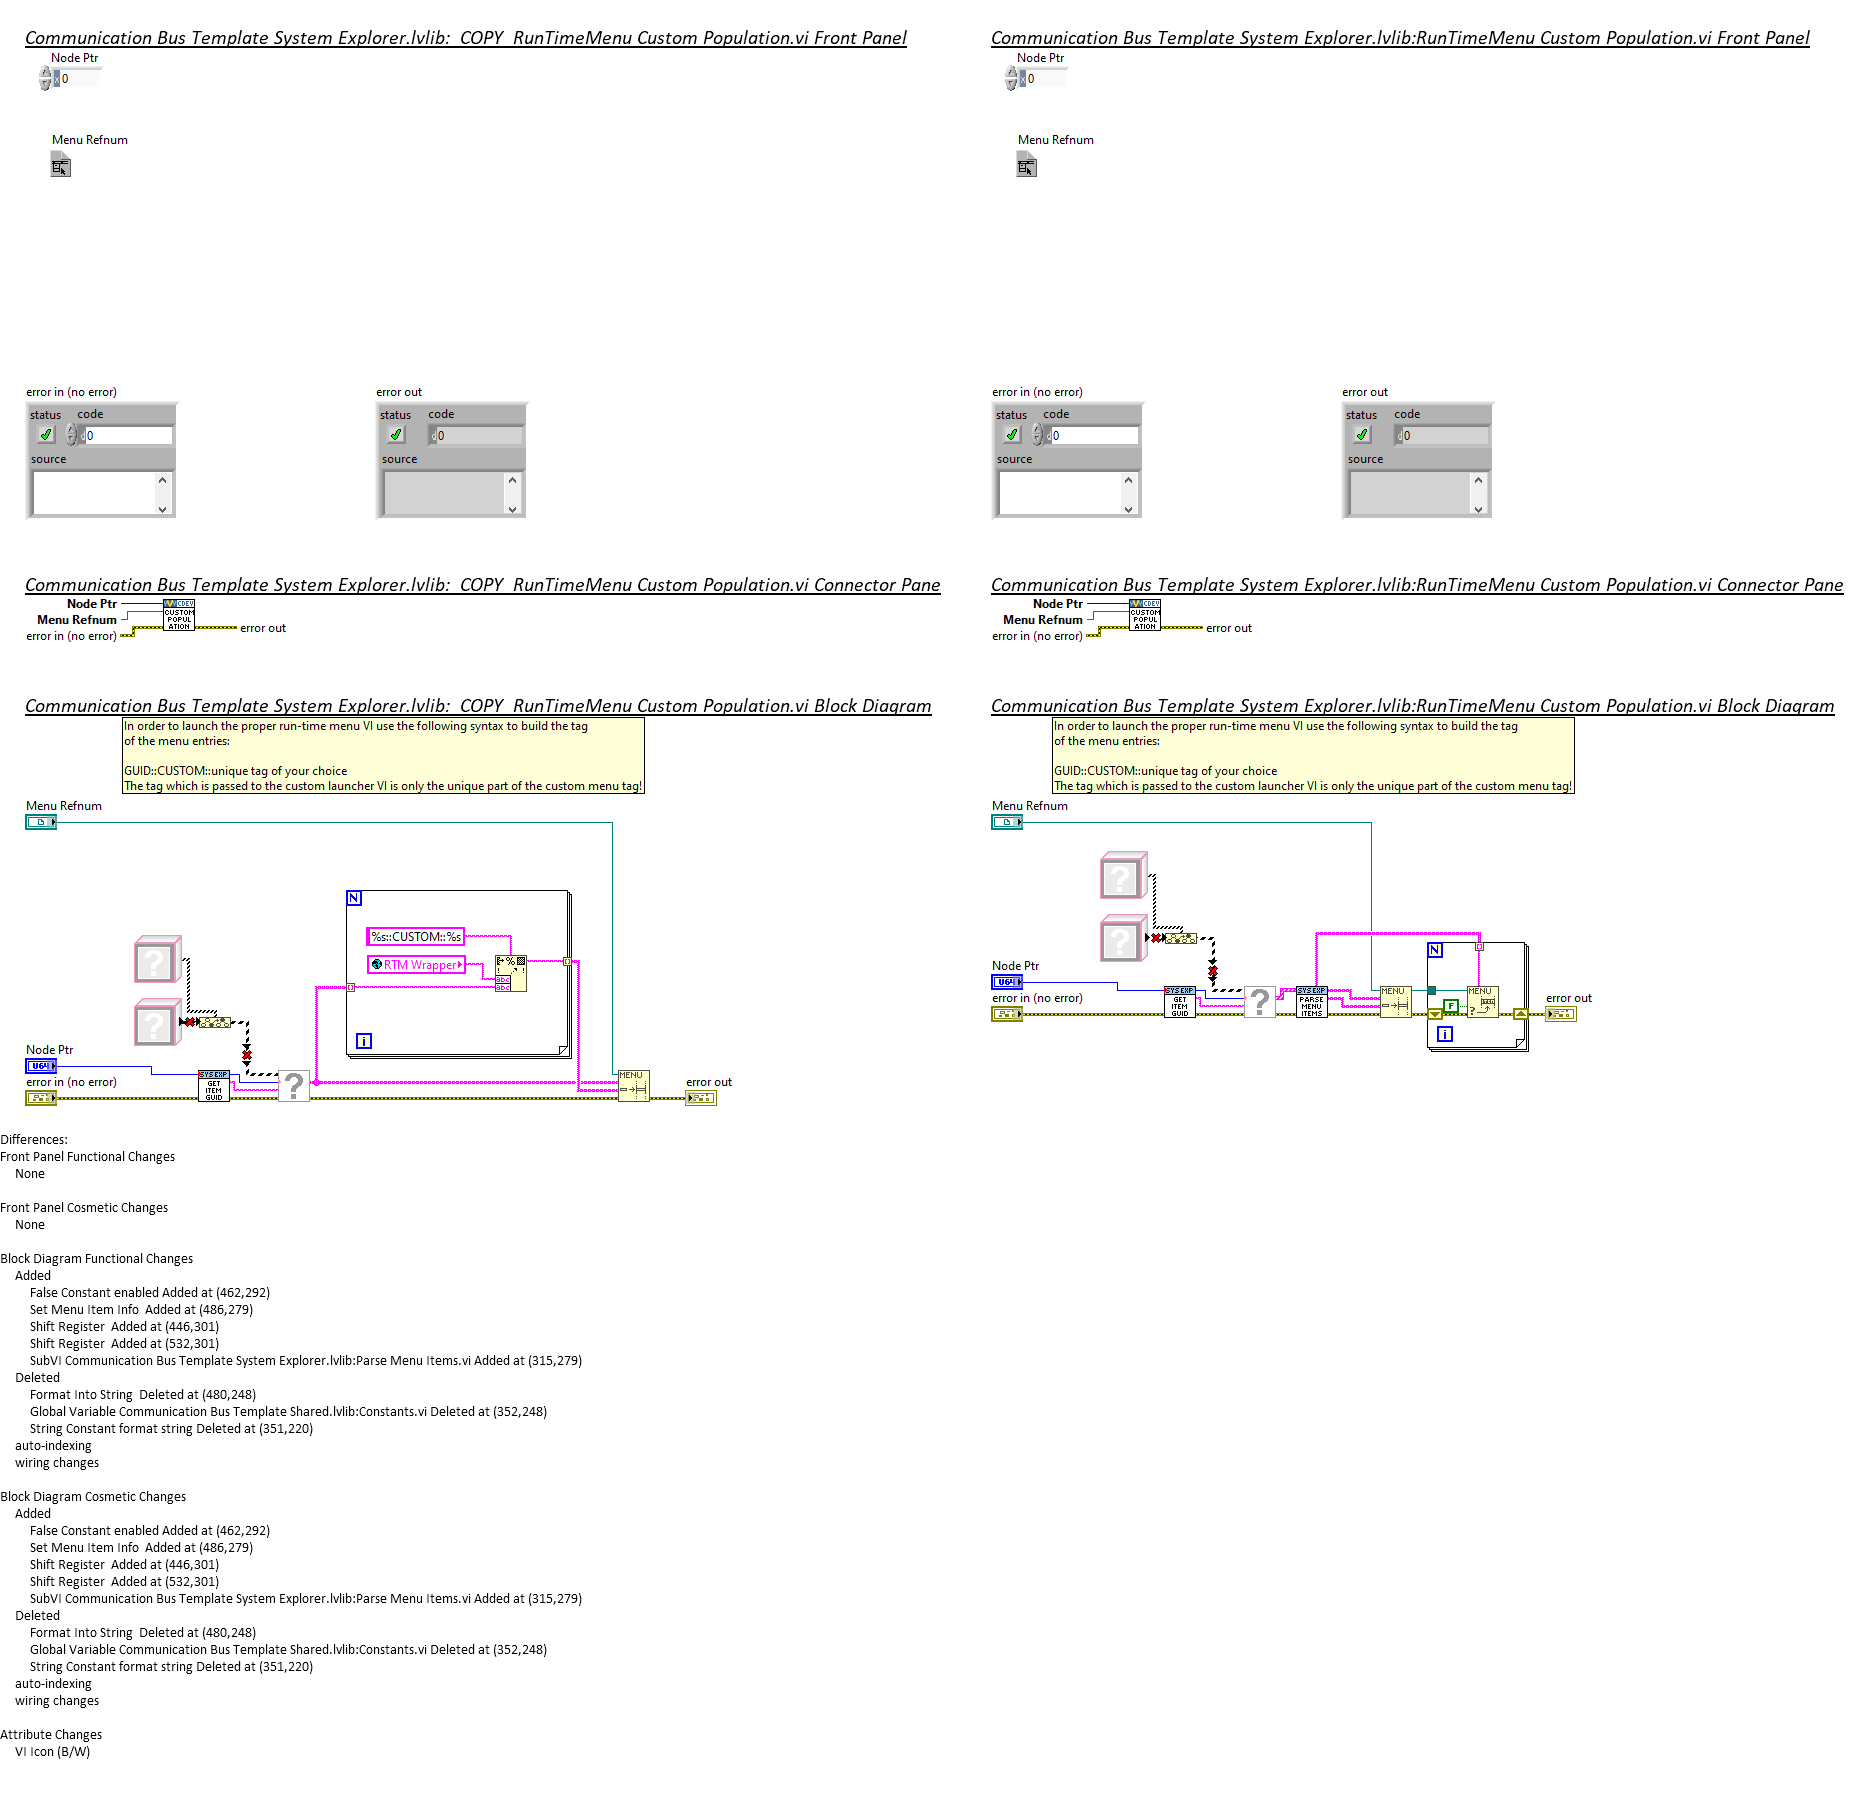 Communication Bus Template System Explorer.lvlib:  COPY  RunTimeMenu Custom Population.vi Front Panel
Node Ptr
x 0
Menu Refnum
error in (no error)
status code
d 0
source
error out
status code
d 0
source
Communication Bus Template System Explorer.lvlib:  COPY  RunTimeMenu Custom Population.vi Connector Pane
Node Ptr
Menu Refnum
error in (no error)
CDEV
CUSTOM
POPUL
ATION
error out
Communication Bus Template System Explorer.lvlib:  COPY  RunTimeMenu Custom Population.vi Block Diagram
In order to launch the proper run-time menu VI use the following syntax to build the tag
of the menu entries:
GUID::CUSTOM::unique tag of your choice
The tag which is passed to the custom launcher VI is only the unique part of the custom menu tag!
Menu Refnum
N
%s::CUSTOM::%s
RTM Wrapper
%
abc
abc
i
?
?
Node Ptr
U64
error in (no error)
SYS EXP
GET
ITEM
GUID
?
MENU
error out
Communication Bus Template System Explorer.lvlib:RunTimeMenu Custom Population.vi Front Panel
Node Ptr
x 0
Menu Refnum
error in (no error)
status code
d 0
source
error out
status code
d 0
source
Communication Bus Template System Explorer.lvlib:RunTimeMenu Custom Population.vi Connector Pane
Node Ptr
Menu Refnum
error in (no error)
CDEV
CUSTOM
POPUL
ATION
error out
Communication Bus Template System Explorer.lvlib:RunTimeMenu Custom Population.vi Block Diagram
In order to launch the proper run-time menu VI use the following syntax to build the tag
of the menu entries:
GUID::CUSTOM::unique tag of your choice
The tag which is passed to the custom launcher VI is only the unique part of the custom menu tag!
Menu Refnum
?
?
Node Ptr
U64
error in (no error)
SYS EXP
GET
ITEM
GUID
?
SYS EXP
PARSE
MENU
ITEMS
MENU
N
F
MENU
?
i
error out
Differences:
Front Panel Functional Changes
None
Front Panel Cosmetic Changes
None
Block Diagram Functional Changes
Added
False Constant enabled Added at (462,292)
Set Menu Item Info  Added at (486,279)
Shift Register  Added at (446,301)
Shift Register  Added at (532,301)
SubVI Communication Bus Template System Explorer.lvlib:Parse Menu Items.vi Added at (315,279)
Deleted
Format Into String  Deleted at (480,248)
Global Variable Communication Bus Template Shared.lvlib:Constants.vi Deleted at (352,248)
String Constant format string Deleted at (351,220)
auto-indexing
wiring changes
Block Diagram Cosmetic Changes
Added
False Constant enabled Added at (462,292)
Set Menu Item Info  Added at (486,279)
Shift Register  Added at (446,301)
Shift Register  Added at (532,301)
SubVI Communication Bus Template System Explorer.lvlib:Parse Menu Items.vi Added at (315,279)
Deleted
Format Into String  Deleted at (480,248)
Global Variable Communication Bus Template Shared.lvlib:Constants.vi Deleted at (352,248)
String Constant format string Deleted at (351,220)
auto-indexing
wiring changes
Attribute Changes
VI Icon (B/W)